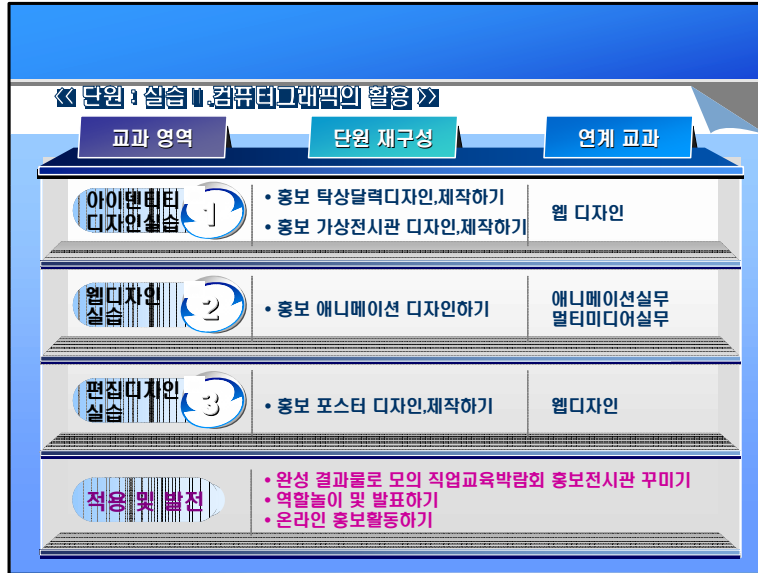 《 단원 : 실습 Ⅱ.컴퓨터그래픽의 활용 》
교과 영역
단원 재구성
연계 교과
아이덴티티
디자인실습
1
• 홍보 탁상달력디자인,제작하기
• 홍보 가상전시관 디자인,제작하기
웹 디자인
웹디자인
실습
2
• 홍보 애니메이션 디자인하기
애니메이션실무
멀티미디어실무
편집디자인
실습
3
• 홍보 포스터 디자인,제작하기
웹디자인
적용 및 발전
• 완성 결과물로 모의 직업교육박람회 홍보전시관 꾸미기
• 역할놀이 및 발표하기
• 온라인 홍보활동하기